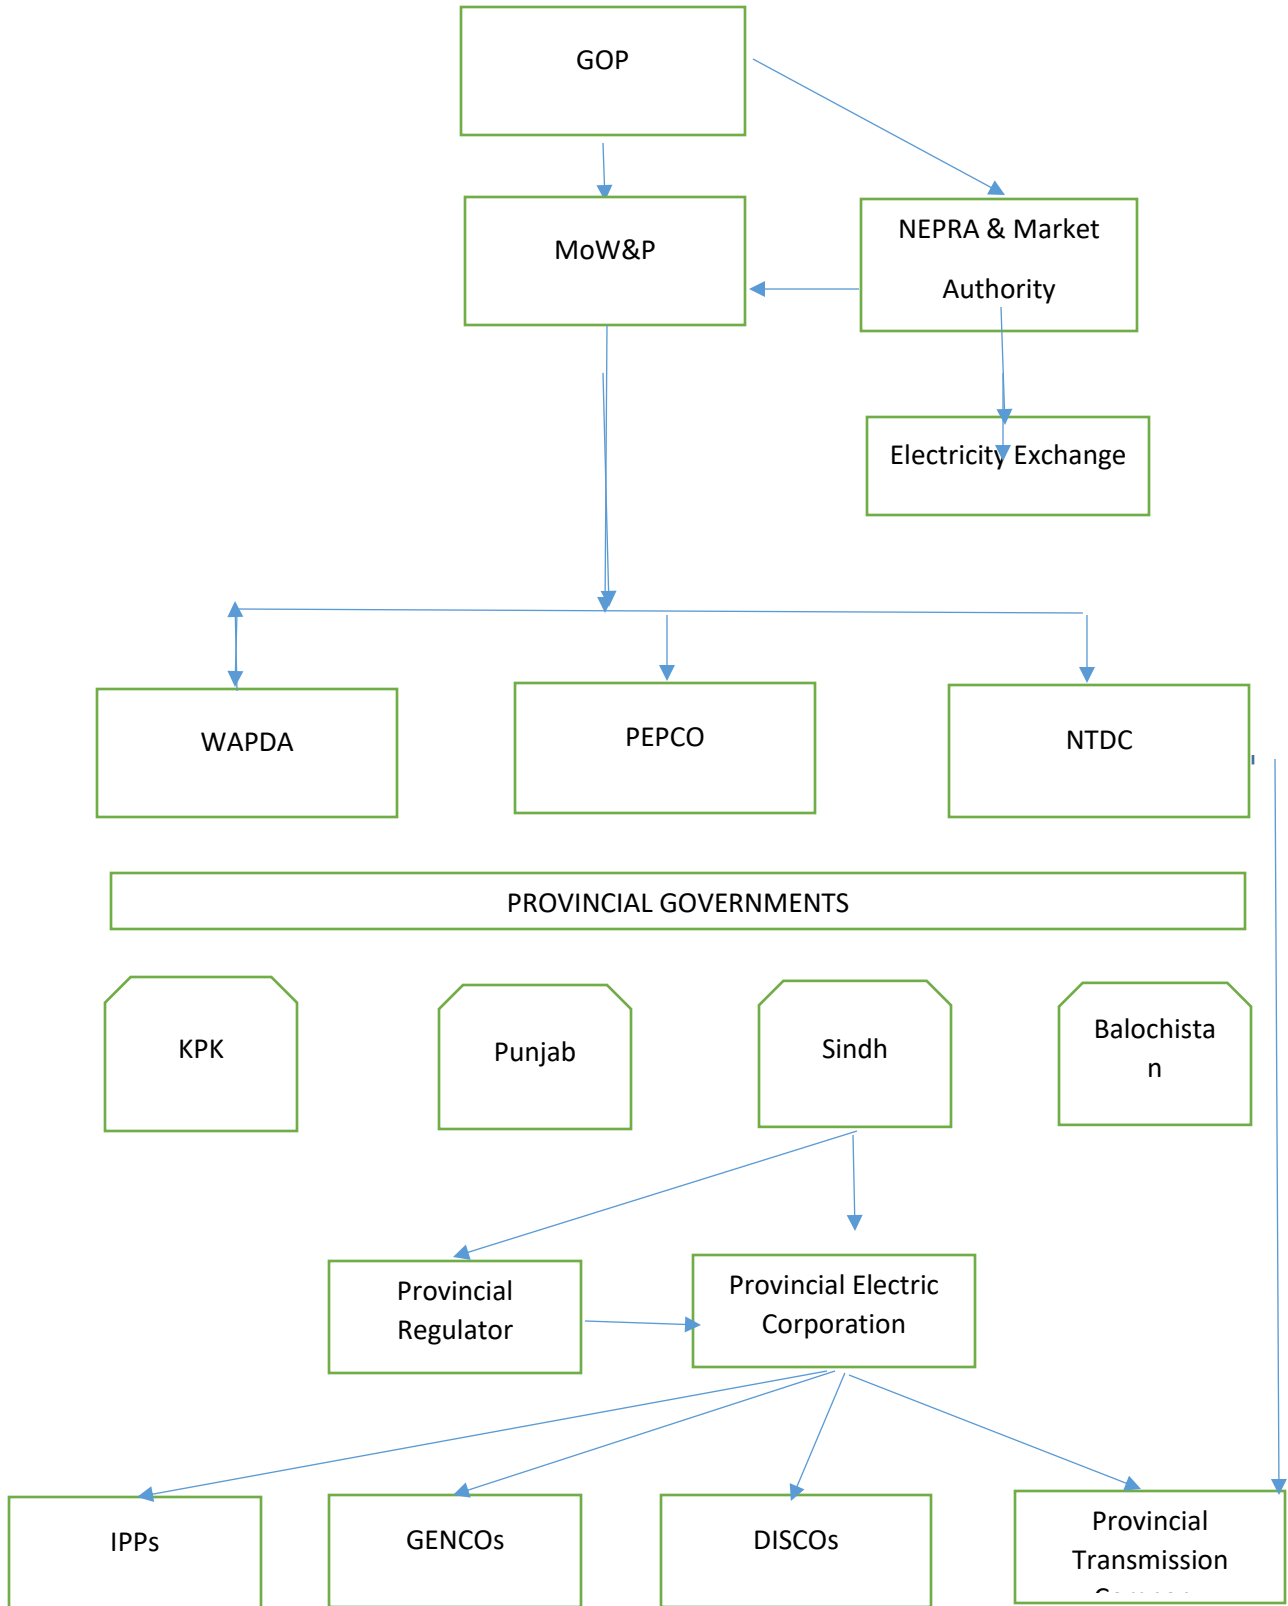 GOP
MoW&P
NEPRA & Market
Authority
Electricity Exchange
WAPDA
PEPCO
NTDC
PROVINCIAL GOVERNMENTS
KPK
Punjab
Sindh
Balochista
n
Provincial
Regulator
Provincial Electric
Corporation
IPPs
GENCOs
DISCOs
Provincial
Transmission